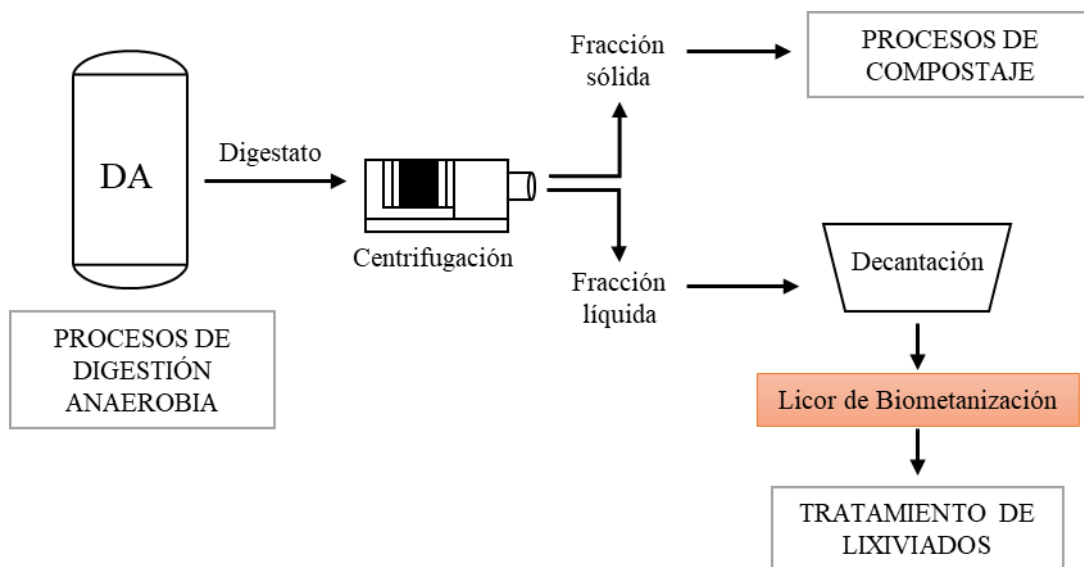 DA
PROCESOS DE
DIGESTIÓN
ANAEROBIA
Digestato
Centrifugación
Fracción
sólida
PROCESOS DE
COMPOSTAJE
Fracción
líquida
Decantación
Licor de Biometanización
TRATAMIENTO DE
LIXIVIADOS